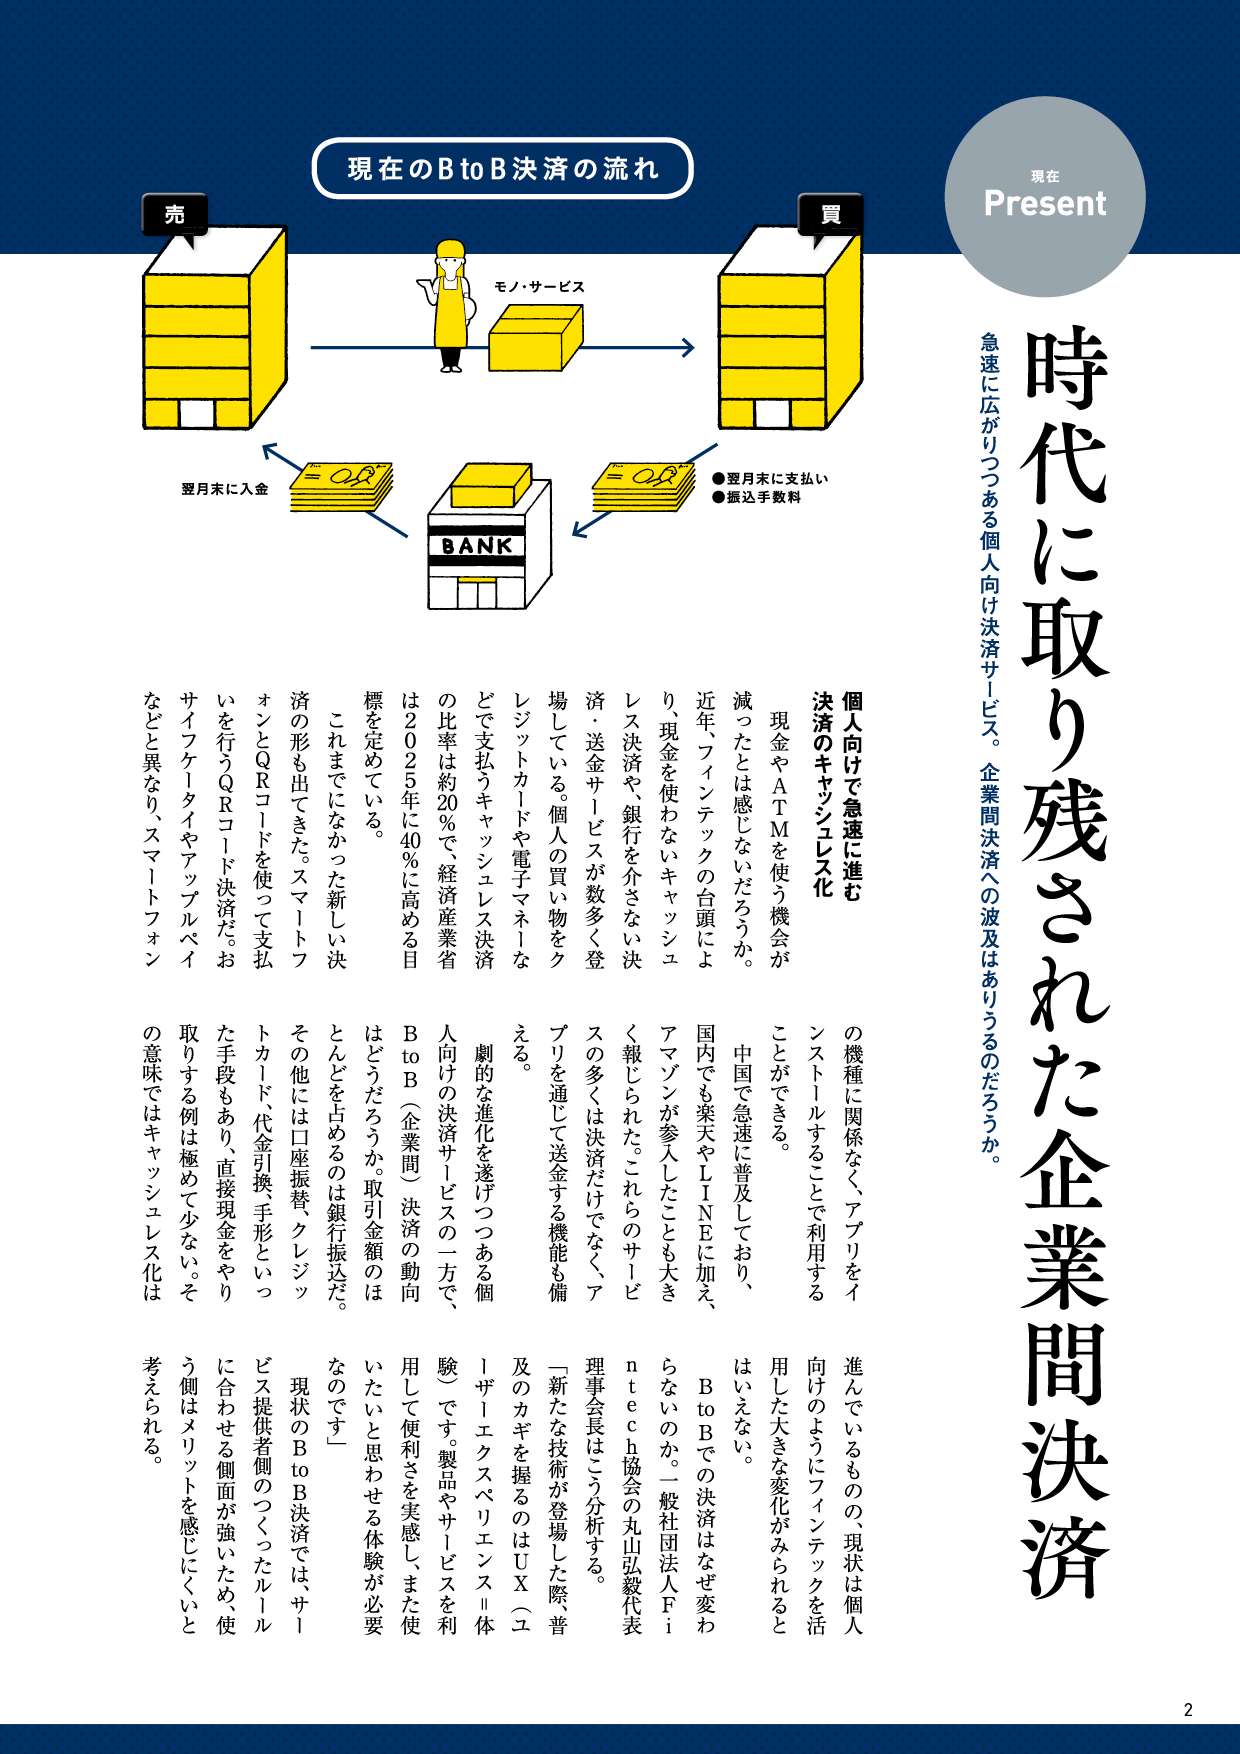 現在
Present
時代に取り残された企業間決済
急速に広がりつつある個人向け決済サービス。企業間決済への波及はありうるのだろうか。
現在のBtoB決済の流れ
売
買
モノ・サービス
翌月末に入金
●翌月末に支払い
●振込手数料
BANK
個人向けで急速に進む
決済のキャッシュレス化
現金やATMを使う機会が
減ったとは感じないだろうか。
近年、フィンテックの台頭によ
り、現金を使わないキャッシュ
レス決済や、銀行を介さない決
済・送金サービスが数多く登
場している。個人の買い物をク
レジットカードや電子マネーな
どで支払うキャッシュレス決済
の比率は約20%で、経済産業省
は2025年に40%に高める目
標を定めている。
これまでになかった新しい決
済の形も出てきた。スマートフ
ォンとQRコードを使って支払
いを行うQRコード決済だ。お
サイフケータイやアップルペイ
などと異なり、スマートフォン
の機種に関係なく、アプリをイ
ンストールすることで利用する
ことができる。
中国で急速に普及しており、
国内でも楽天やLINEに加え、
アマゾンが参入したことも大き
く報じられた。これらのサービ
スの多くは決済だけでなく、ア
プリを通じて送金する機能も備
える。
劇的な進化を遂げつつある個
人向けの決済サービスの一方で、
BtoB（企業間）決済の動向
はどうだろうか。取引金額のほ
とんどを占めるのは銀行振込だ。
その他には口座振替、クレジッ
トカード、代金引換、手形といっ
た手段もあり、直接現金をやり
取りする例は極めて少ない。そ
の意味ではキャッシュレス化は
進んでいるものの、現状は個人
向けのようにフィンテックを活
用した大きな変化がみられると
はいえない。
BtoBでの決済はなぜ変わ
らないのか。一般社団法人Fi
ntech協会の丸山弘毅代表
理事会長はこう分析する。
「新たな技術が登場した際、普
及のカギを握るのはUX（ユ
ーザーエクスペリエンス＝体
験）です。製品やサービスを利
用して便利さを実感し、また使
いたいと思わせる体験が必要
なのです」
現状のBtoB決済では、サー
ビス提供者側のつくったルール
に合わせる側面が強いため、使
う側はメリットを感じにくいと
考えられる。
2